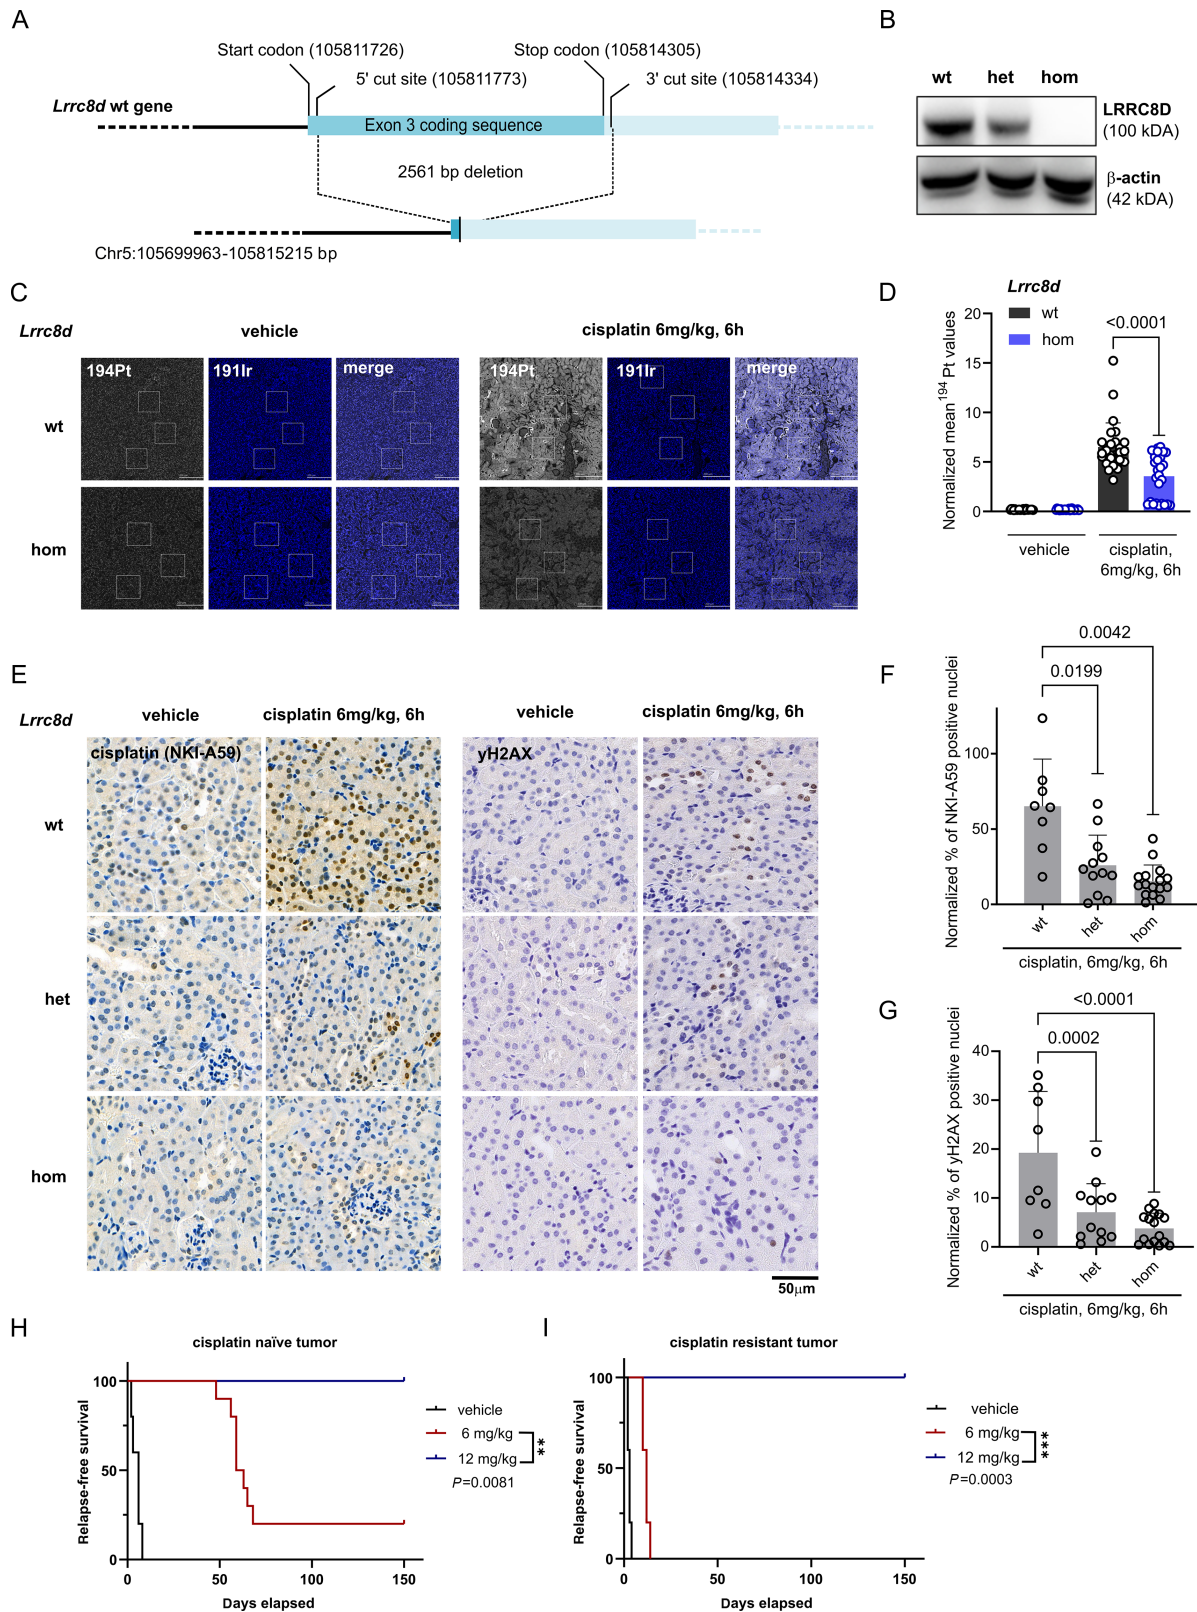 A
Start codon (105811726)
Stop codon (105814305)
5' cut site (105811773)
3' cut site (105814334)
Lrrc8d wt gene
Exon 3 coding sequence
2561 bp deletion
Chr5:105699963-105815215 bp
B
wt het hom
LRRC8D
(100 kDA)
β-actin
(42 kDA)
C
Lrrc8d
vehicle
cisplatin 6mg/kg, 6h
194Pt 191Ir merge 194Pt 191Ir merge
wt
hom
D
Lrrc8d
wt
hom
<0.0001
Normalized mean 194 Pt values
20
15
10
5
0
vehicle
cisplatin,
6mg/kg, 6h
E
Lrrc8d
vehicle
cisplatin 6mg/kg, 6h
vehicle
cisplatin 6mg/kg, 6h
cisplatin (NKI-A59)
yH2AX
wt
het
hom
50µm
F
0.0042
0.0199
Normalized % of NKI-A59 positive nuclei
100
50
0
wt het hom
cisplatin, 6mg/kg, 6h
G
<0.0001
0.0002
Normalized % of yH2AX positive nuclei
40
30
20
10
0
wt het hom
cisplatin, 6mg/kg, 6h
H
cisplatin naïve tumor
Relapse-free survival
100
50
0
0 50 100 150
Days elapsed
vehicle
6 mg/kg
12 mg/kg
**
P=0.0081
I
cisplatin resistant tumor
Relapse-free survival
100
50
0
0 50 100 150
Days elapsed
vehicle
6 mg/kg
12 mg/kg
***
P=0.0003